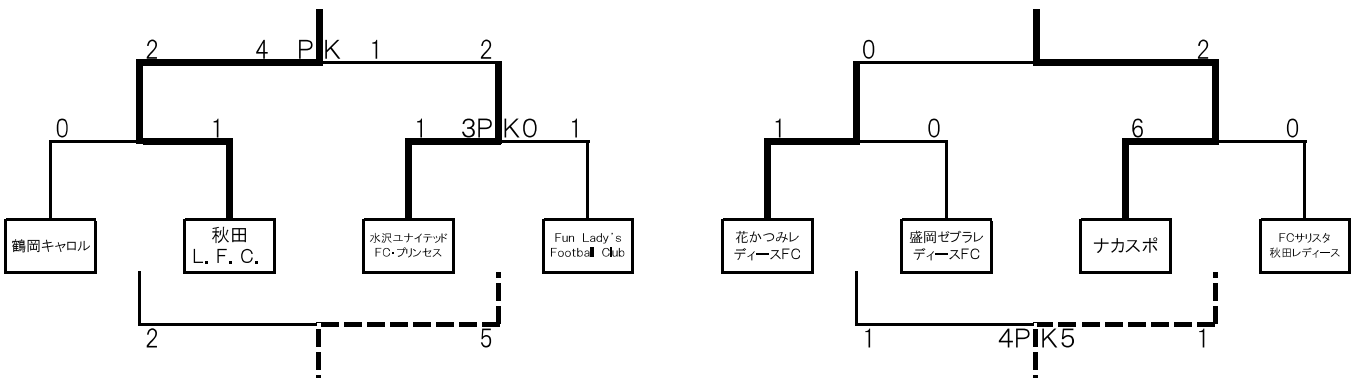 2 4 PK 1 2
0 1 1 3PK0 1
鶴岡キャロル
秋田
L.F.C.
水沢ユナイテッド
FC・プリンセス
Fun Lady's
Football Club
2 5
0 2
1 0 6 0
花かつみレ
ディースFC
盛岡ゼブラレ
ディースFC
ナカスポ
FCサリスタ
秋田レディース
1 4PK5 1